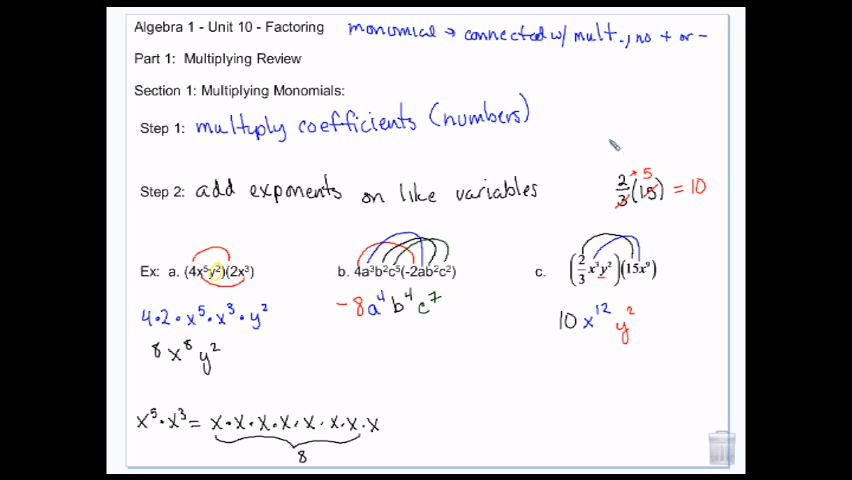 Algebra 1 - Unit 10 - Factoring
monomial → connected w/ mult., no + or -
Part 1: Multiplying Review
Section 1: Multiplying Monomials:
Step 1: multiply coefficients (numbers)
Step 2: add exponents on like variables
2/3(15) = 10
5
Ex: a. (4x⁵y²)(2x³)
b. 4a³b²c⁵(-2ab²c²)
c. (2/3 x³y²)(15x⁹)
4·2·x⁵·x³·y²
-8a⁴b⁴c⁷
10x¹²y²
8x⁸y²
x⁵·x³= x·x·x·x·x·x·x·x
8